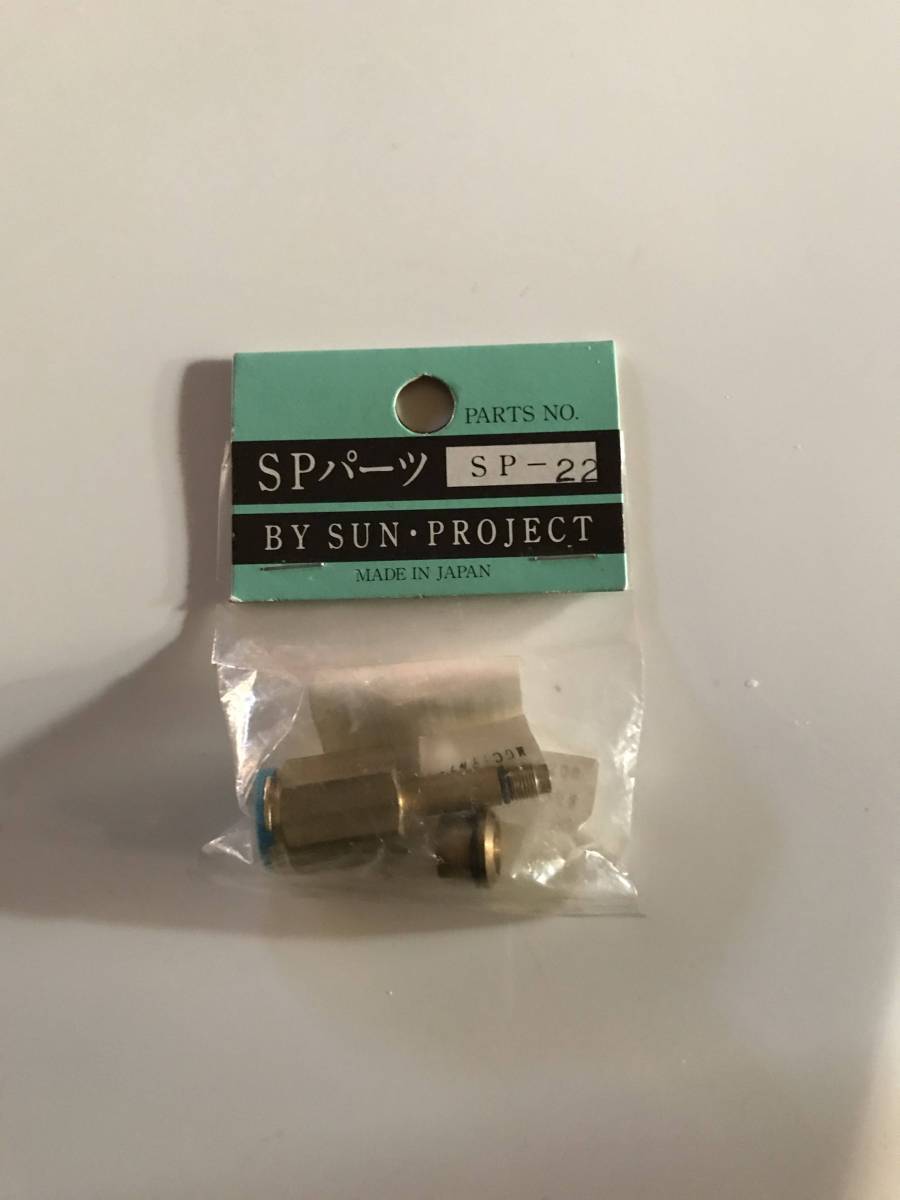 PARTS NO.
SPパーツ SP-22
BY SUN・PROJECT
MADE IN JAPAN